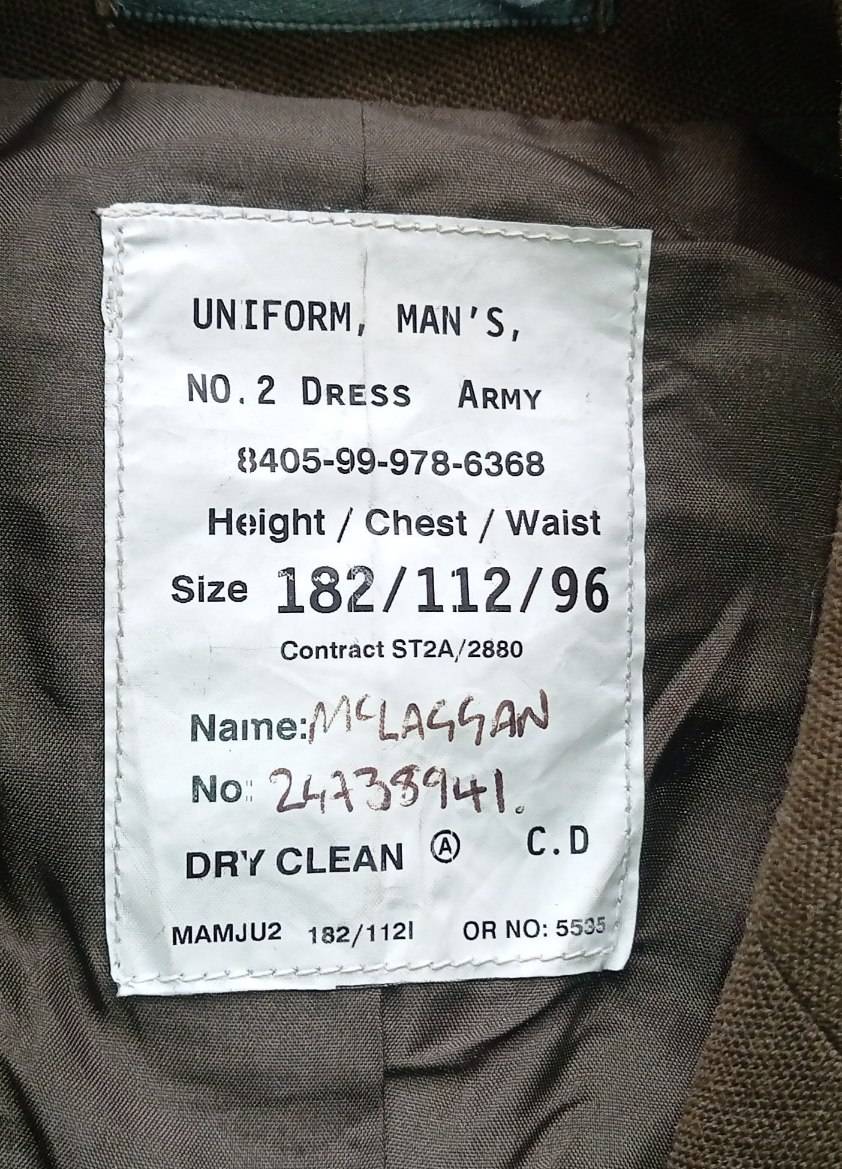 UNIFORM, MAN'S,
NO.2 DRESS ARMY
8405-99-978-6368
Height / Chest / Waist
Size 182/112/96
Contract ST2A/2880
Name: McLAGGAN
No: 24738941.
DRY CLEAN Ⓐ C.D
MAMJU2 182/112I OR NO: 5535